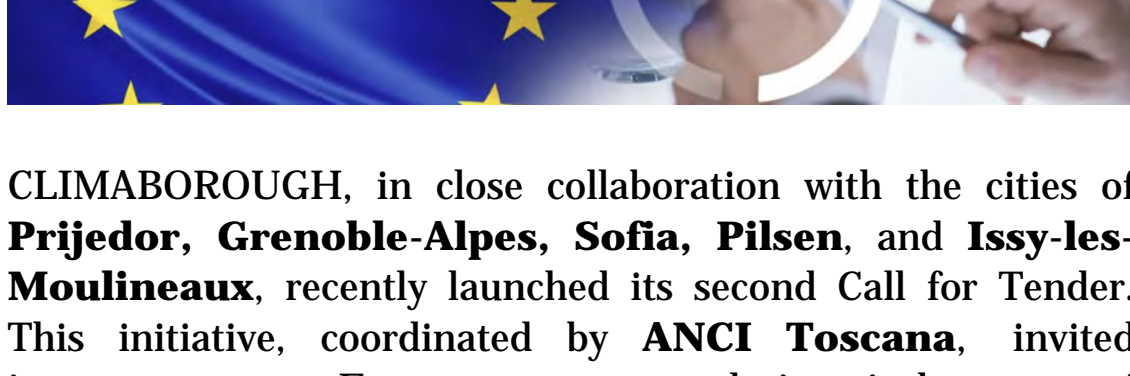 CLIMABOROUGH, in close collaboration with the cities of
Prijedor, Grenoble-Alpes, Sofia, Pilsen, and Issy-les-
Moulineaux, recently launched its second Call for Tender.
This initiative, coordinated by ANCI Toscana, invited